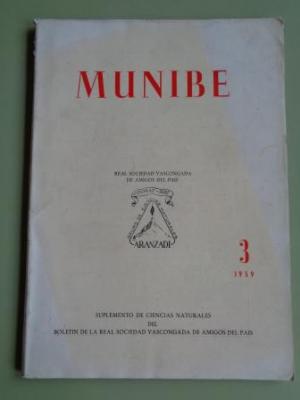 MUNIBE
REAL SOCIEDAD VASCONGADA
DE AMIGOS DEL PAIS
ARANZADI
3
1959
SUPLEMENTO DE CIENCIAS NATURALES
DEL
BOLETIN DE LA REAL SOCIEDAD VASCONGADA DE AMIGOS DEL PAIS